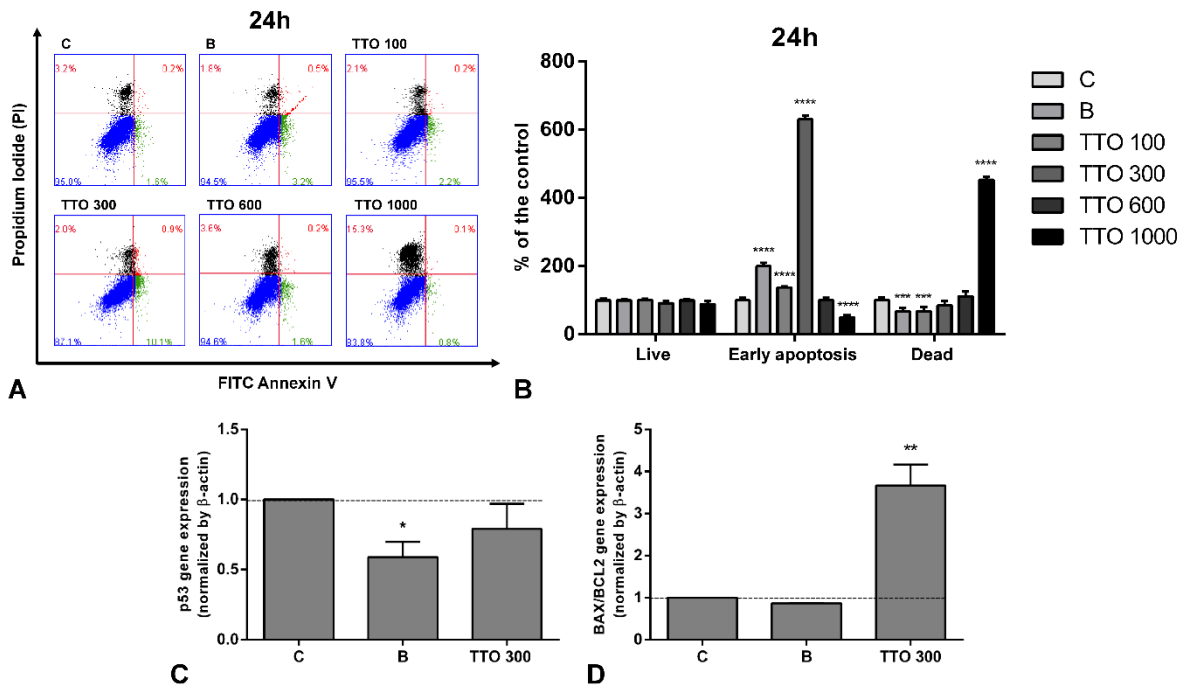 24h
C
B
TTO 100
3.2%
0.2%
1.8%
0.5%
2.1%
0.2%
95.0%
1.6%
94.5%
3.2%
95.5%
2.2%
TTO 300
TTO 600
TTO 1000
2.0%
0.9%
3.6%
0.2%
15.3%
0.1%
87.1%
10.1%
94.6%
1.6%
83.8%
0.8%
Propidium Iodide (PI)
FITC Annexin V
A
24h
% of the control
800
600
400
200
0
****
****
****
****
***
***
****
Live
Early apoptosis
Dead
C
B
TTO 100
TTO 300
TTO 600
TTO 1000
B
p53 gene expression
(normalized by β-actin)
1.5
1.0
0.5
0.0
*
C
B
TTO 300
C
BAX/BCL2 gene expression
(normalized by β-actin)
5
4
3
2
1
0
**
C
B
TTO 300
D